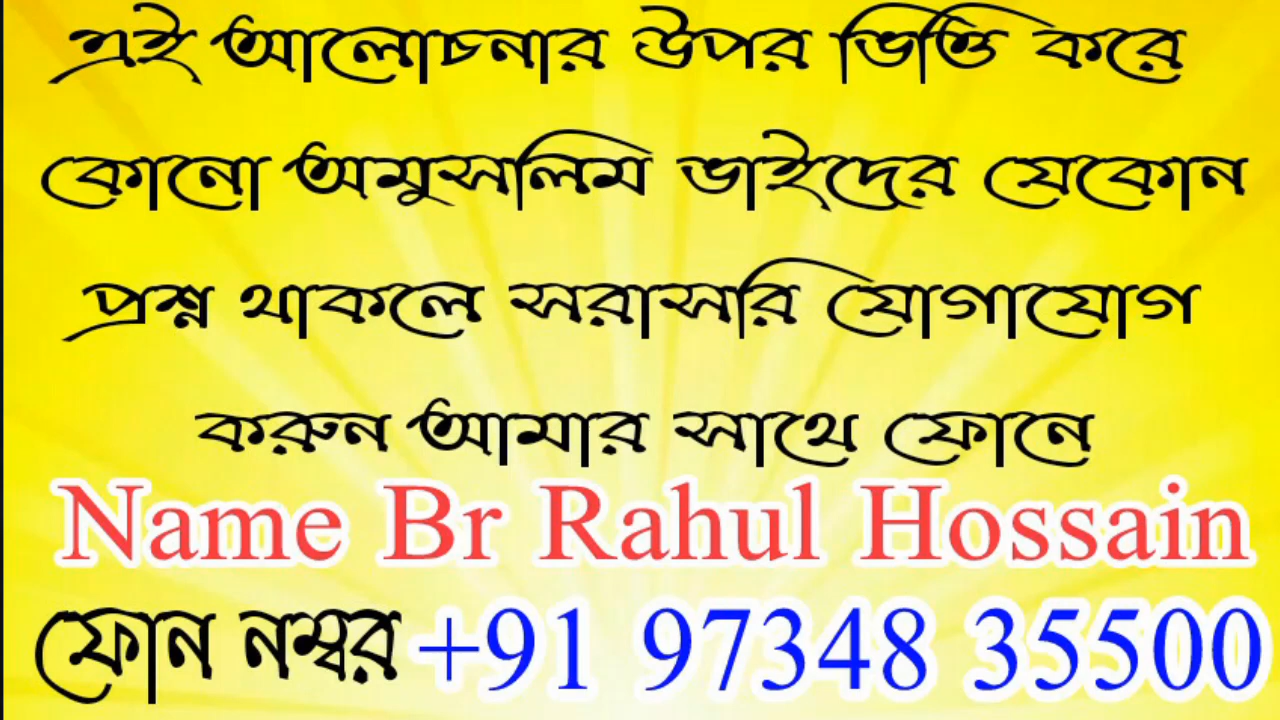 এই আলোচনার উপর ভিত্তি করে
কোনো অমুসলিম ভাইদের যেকোন
প্রশ্ন থাকলে সরাসরি যোগাযোগ
করুন আমার সাথে ফোনে
Name Br Rahul Hossain
ফোন নম্বর +91 97348 35500